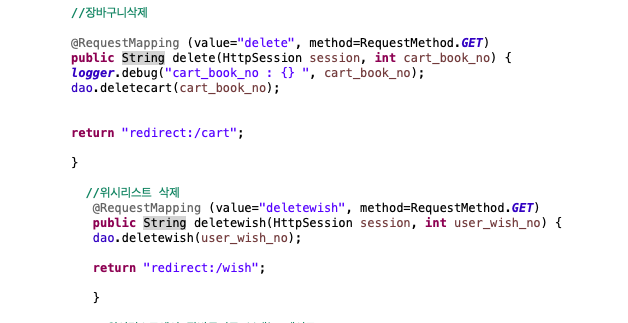 //장바구니삭제
@RequestMapping (value="delete", method=RequestMethod.GET)
public String delete(HttpSession session, int cart_book_no) {
logger.debug("cart_book_no : {} ", cart_book_no);
dao.deletecart(cart_book_no);
return "redirect:/cart";
}
//위시리스트 삭제
@RequestMapping (value="deletewish", method=RequestMethod.GET)
public String deletewish(HttpSession session, int user_wish_no) {
dao.deletewish(user_wish_no);
return "redirect:/wish";
}